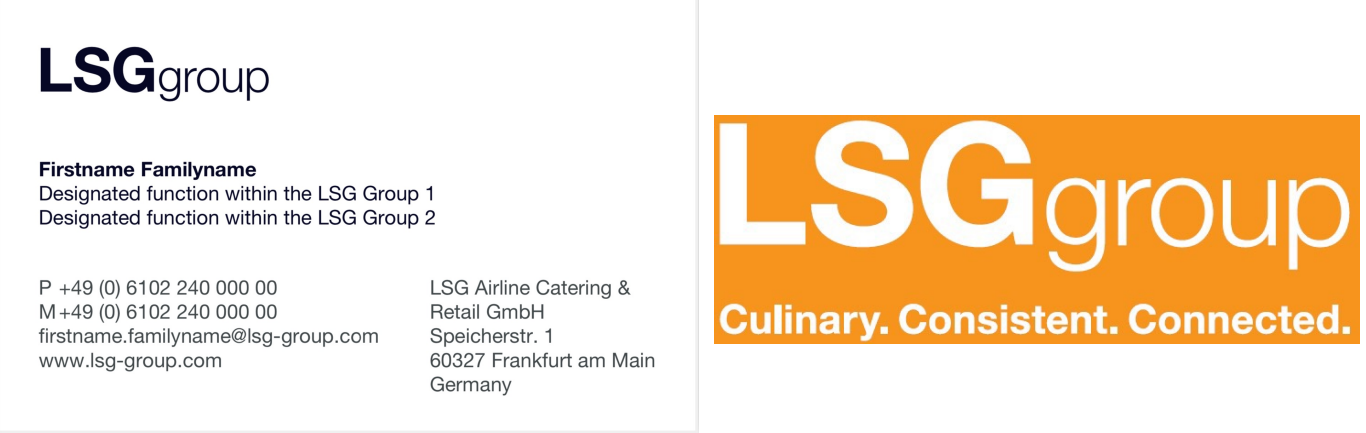 LSGgroup
Firstname Familyname
Designated function within the LSG Group 1
Designated function within the LSG Group 2
P +49 (0) 6102 240 000 00
M +49 (0) 6102 240 000 00
firstname.familyname@lsg-group.com
www.lsg-group.com
LSG Airline Catering &
Retail GmbH
Speicherstr. 1
60327 Frankfurt am Main
Germany
LSGgroup
Culinary. Consistent. Connected.